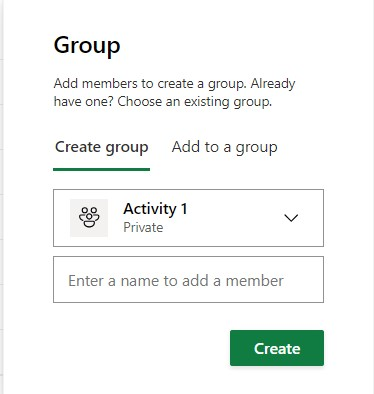 Group
Add members to create a group. Already
have one? Choose an existing group.
Create group
Add to a group
Activity 1
Private
Enter a name to add a member
Create